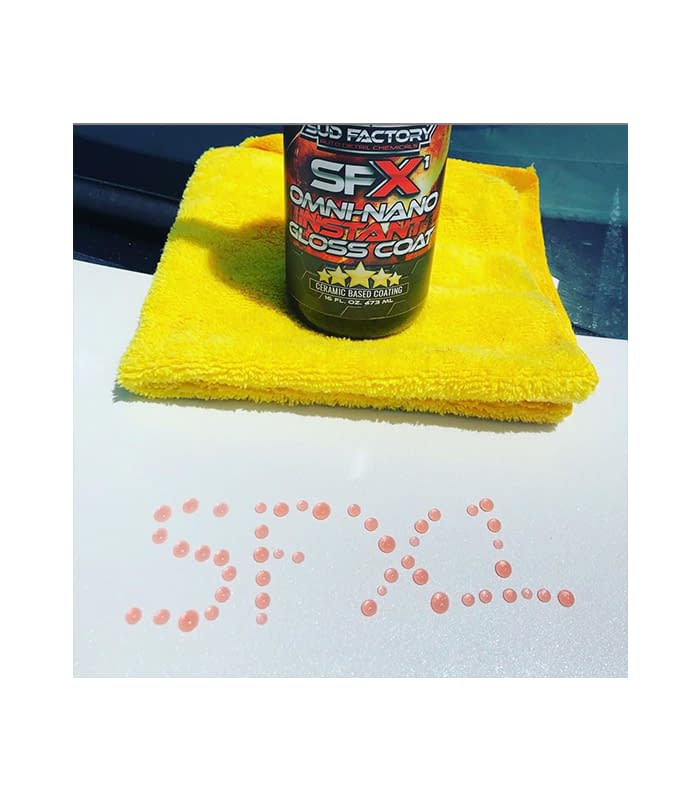 SUD FACTORY
AUTO DETAIL CHEMICALS
SFX1
OMNI-NANO
INSTANT
GLOSS COAT
CERAMIC BASED COATING
16 FL. OZ. 473 ML
SFX1